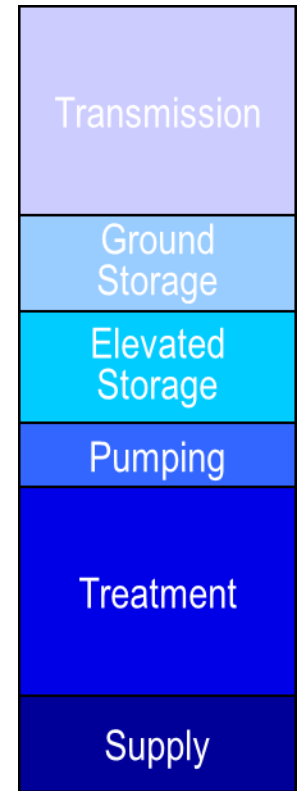 Transmission
Ground
Storage
Elevated
Storage
Pumping
Treatment
Supply